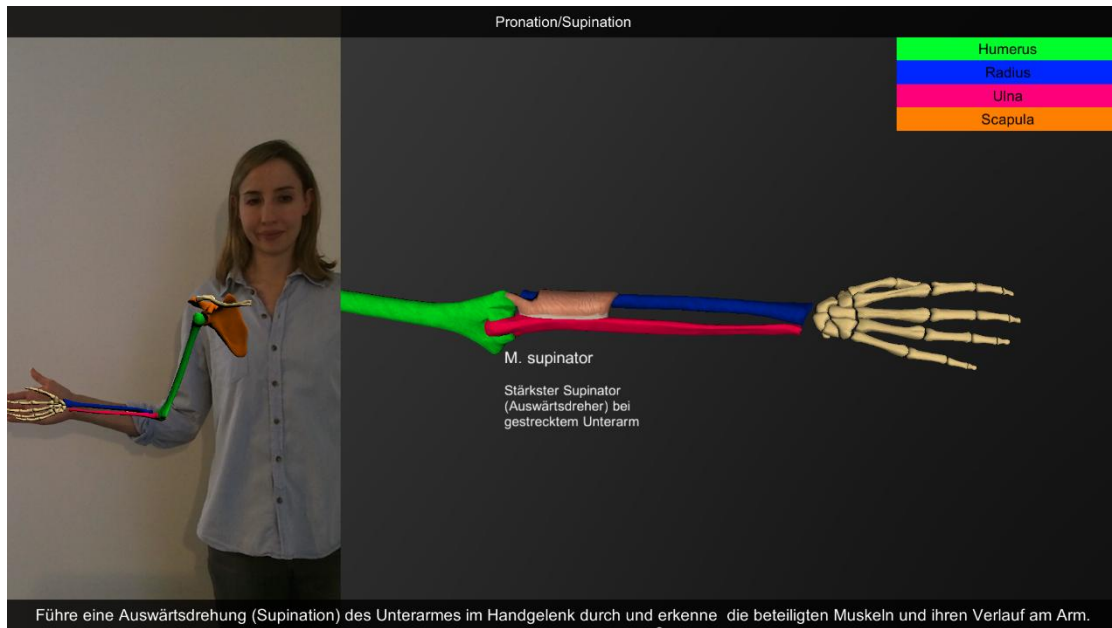 Pronation/Supination
Humerus
Radius
Ulna
Scapula
M. supinator
Stärkster Supinator
(Auswärtsdreher) bei
gestrecktem Unterarm
Führe eine Auswärtsdrehung (Supination) des Unterarmes im Handgelenk durch und erkenne die beteiligten Muskeln und ihren Verlauf am Arm.